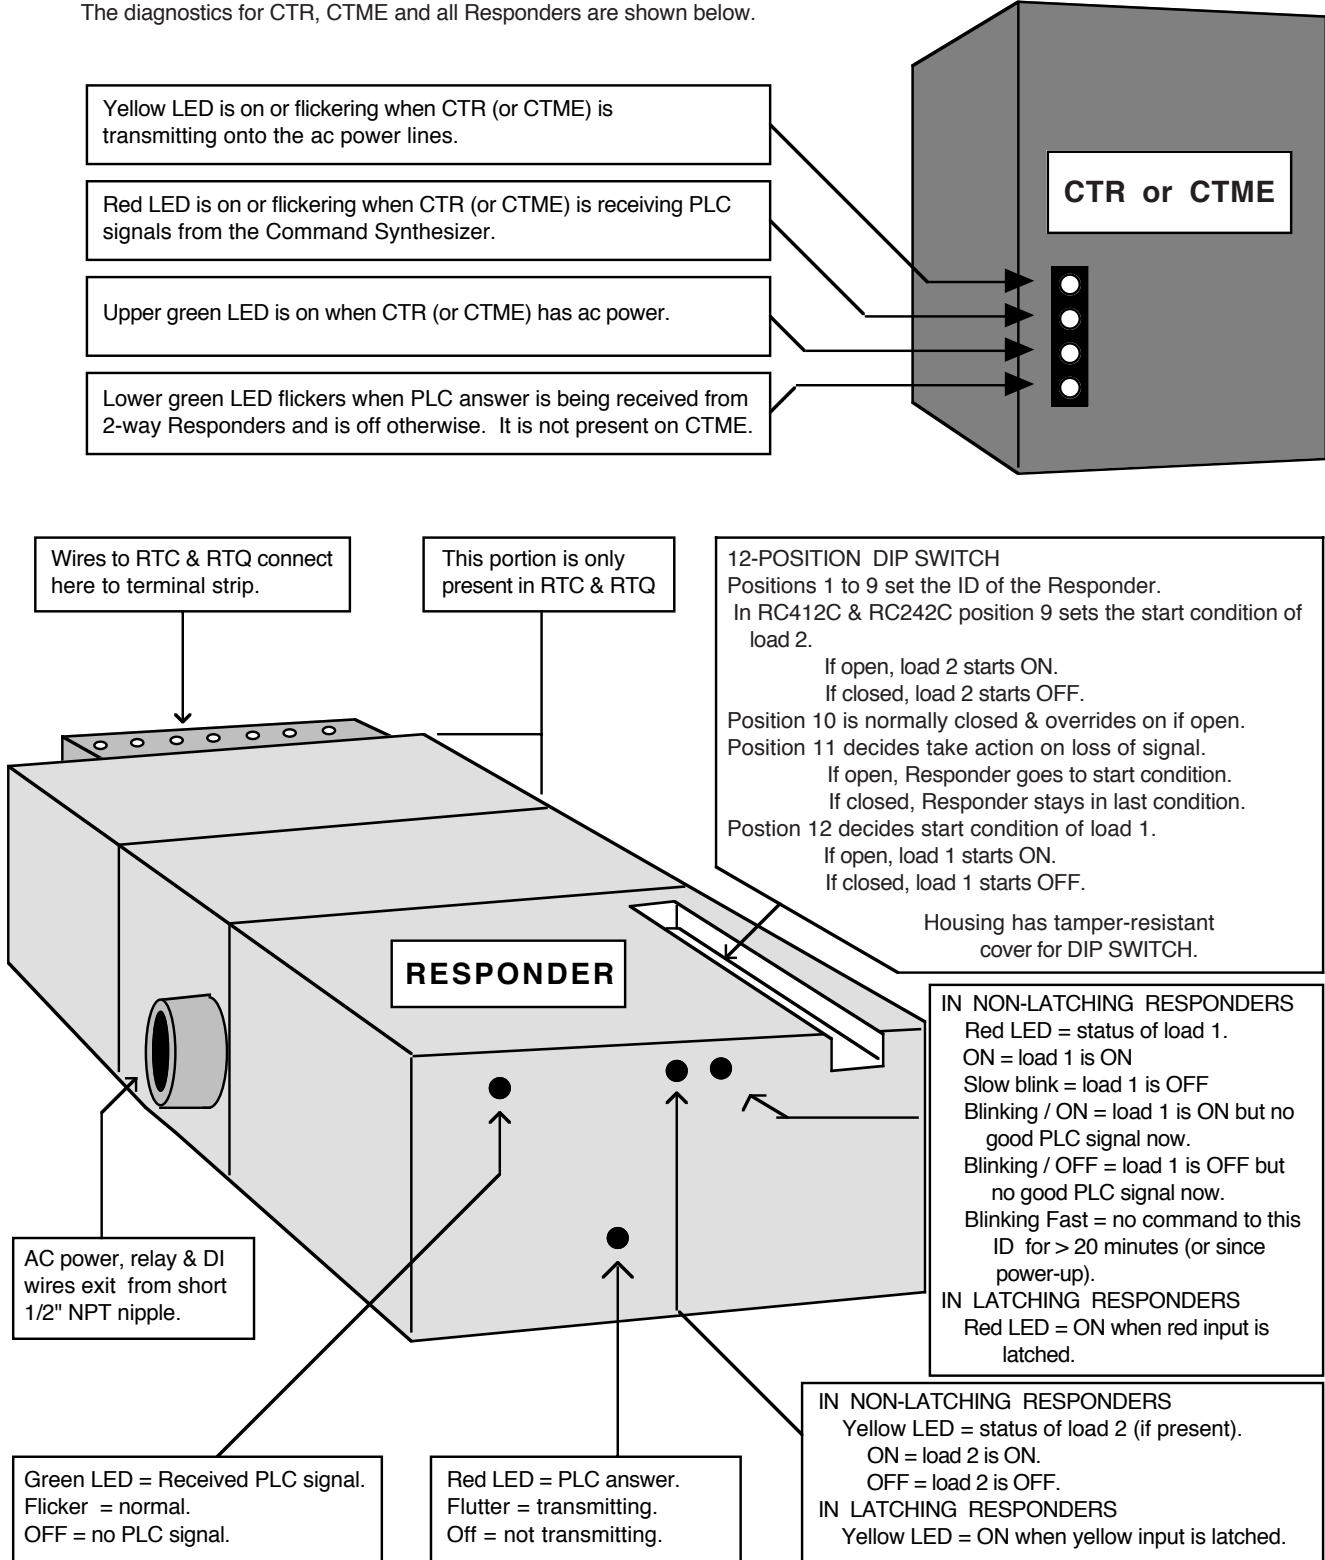 The diagnostics for CTR, CTME and all Responders are shown below.
Yellow LED is on or flickering when CTR (or CTME) is
transmitting onto the ac power lines.
Red LED is on or flickering when CTR (or CTME) is receiving PLC
signals from the Command Synthesizer.
Upper green LED is on when CTR (or CTME) has ac power.
Lower green LED flickers when PLC answer is being received from
2-way Responders and is off otherwise. It is not present on CTME.
CTR or CTME
Wires to RTC & RTQ connect
here to terminal strip.
This portion is only
present in RTC & RTQ
12-POSITION DIP SWITCH
Positions 1 to 9 set the ID of the Responder.
In RC412C & RC242C position 9 sets the start condition of
load 2.
If open, load 2 starts ON.
If closed, load 2 starts OFF.
Position 10 is normally closed & overrides on if open.
Position 11 decides take action on loss of signal.
If open, Responder goes to start condition.
If closed, Responder stays in last condition.
Postion 12 decides start condition of load 1.
If open, load 1 starts ON.
If closed, load 1 starts OFF.
Housing has tamper-resistant
cover for DIP SWITCH.
RESPONDER
IN NON-LATCHING RESPONDERS
Red LED = status of load 1.
ON = load 1 is ON
Slow blink = load 1 is OFF
Blinking / ON = load 1 is ON but no
good PLC signal now.
Blinking / OFF = load 1 is OFF but
no good PLC signal now.
Blinking Fast = no command to this
ID for > 20 minutes (or since
power-up).
IN LATCHING RESPONDERS
Red LED = ON when red input is
latched.
AC power, relay & DI
wires exit from short
1/2" NPT nipple.
Green LED = Received PLC signal.
Flicker = normal.
OFF = no PLC signal.
Red LED = PLC answer.
Flutter = transmitting.
Off = not transmitting.
IN NON-LATCHING RESPONDERS
Yellow LED = status of load 2 (if present).
ON = load 2 is ON.
OFF = load 2 is OFF.
IN LATCHING RESPONDERS
Yellow LED = ON when yellow input is latched.